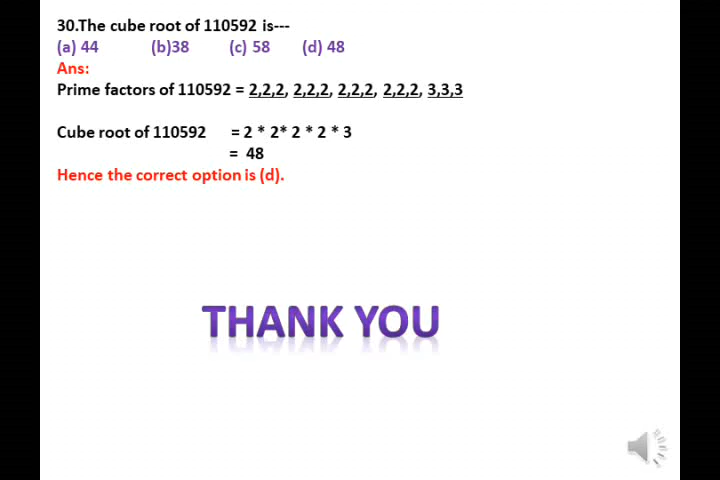 30.The cube root of 110592 is---
(a) 44 (b)38 (c) 58 (d) 48
Ans:
Prime factors of 110592 = 2,2,2, 2,2,2, 2,2,2, 2,2,2, 3,3,3
Cube root of 110592 = 2 * 2* 2 * 2 * 3
= 48
Hence the correct option is (d).
THANK YOU